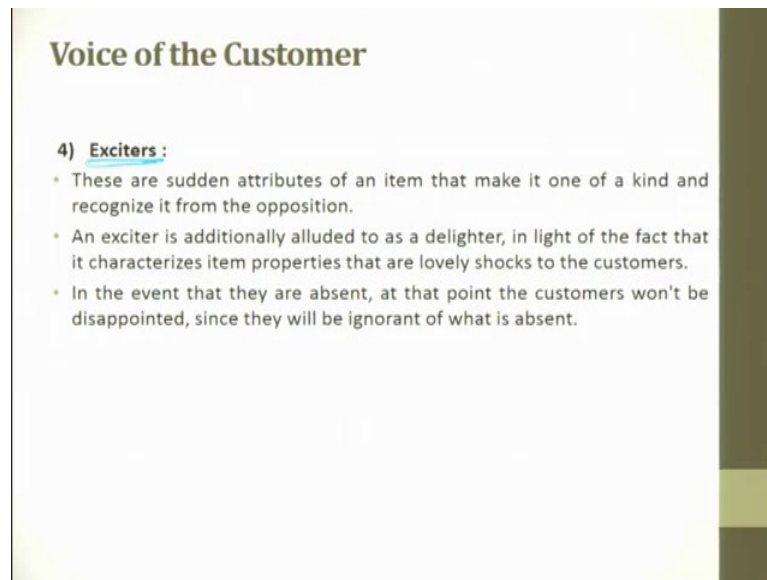 Voice of the Customer
4) Exciters :
• These are sudden attributes of an item that make it one of a kind and
recognize it from the opposition.
• An exciter is additionally alluded to as a delighter, in light of the fact that
it characterizes item properties that are lovely shocks to the customers.
• In the event that they are absent, at that point the customers won't be
disappointed, since they will be ignorant of what is absent.